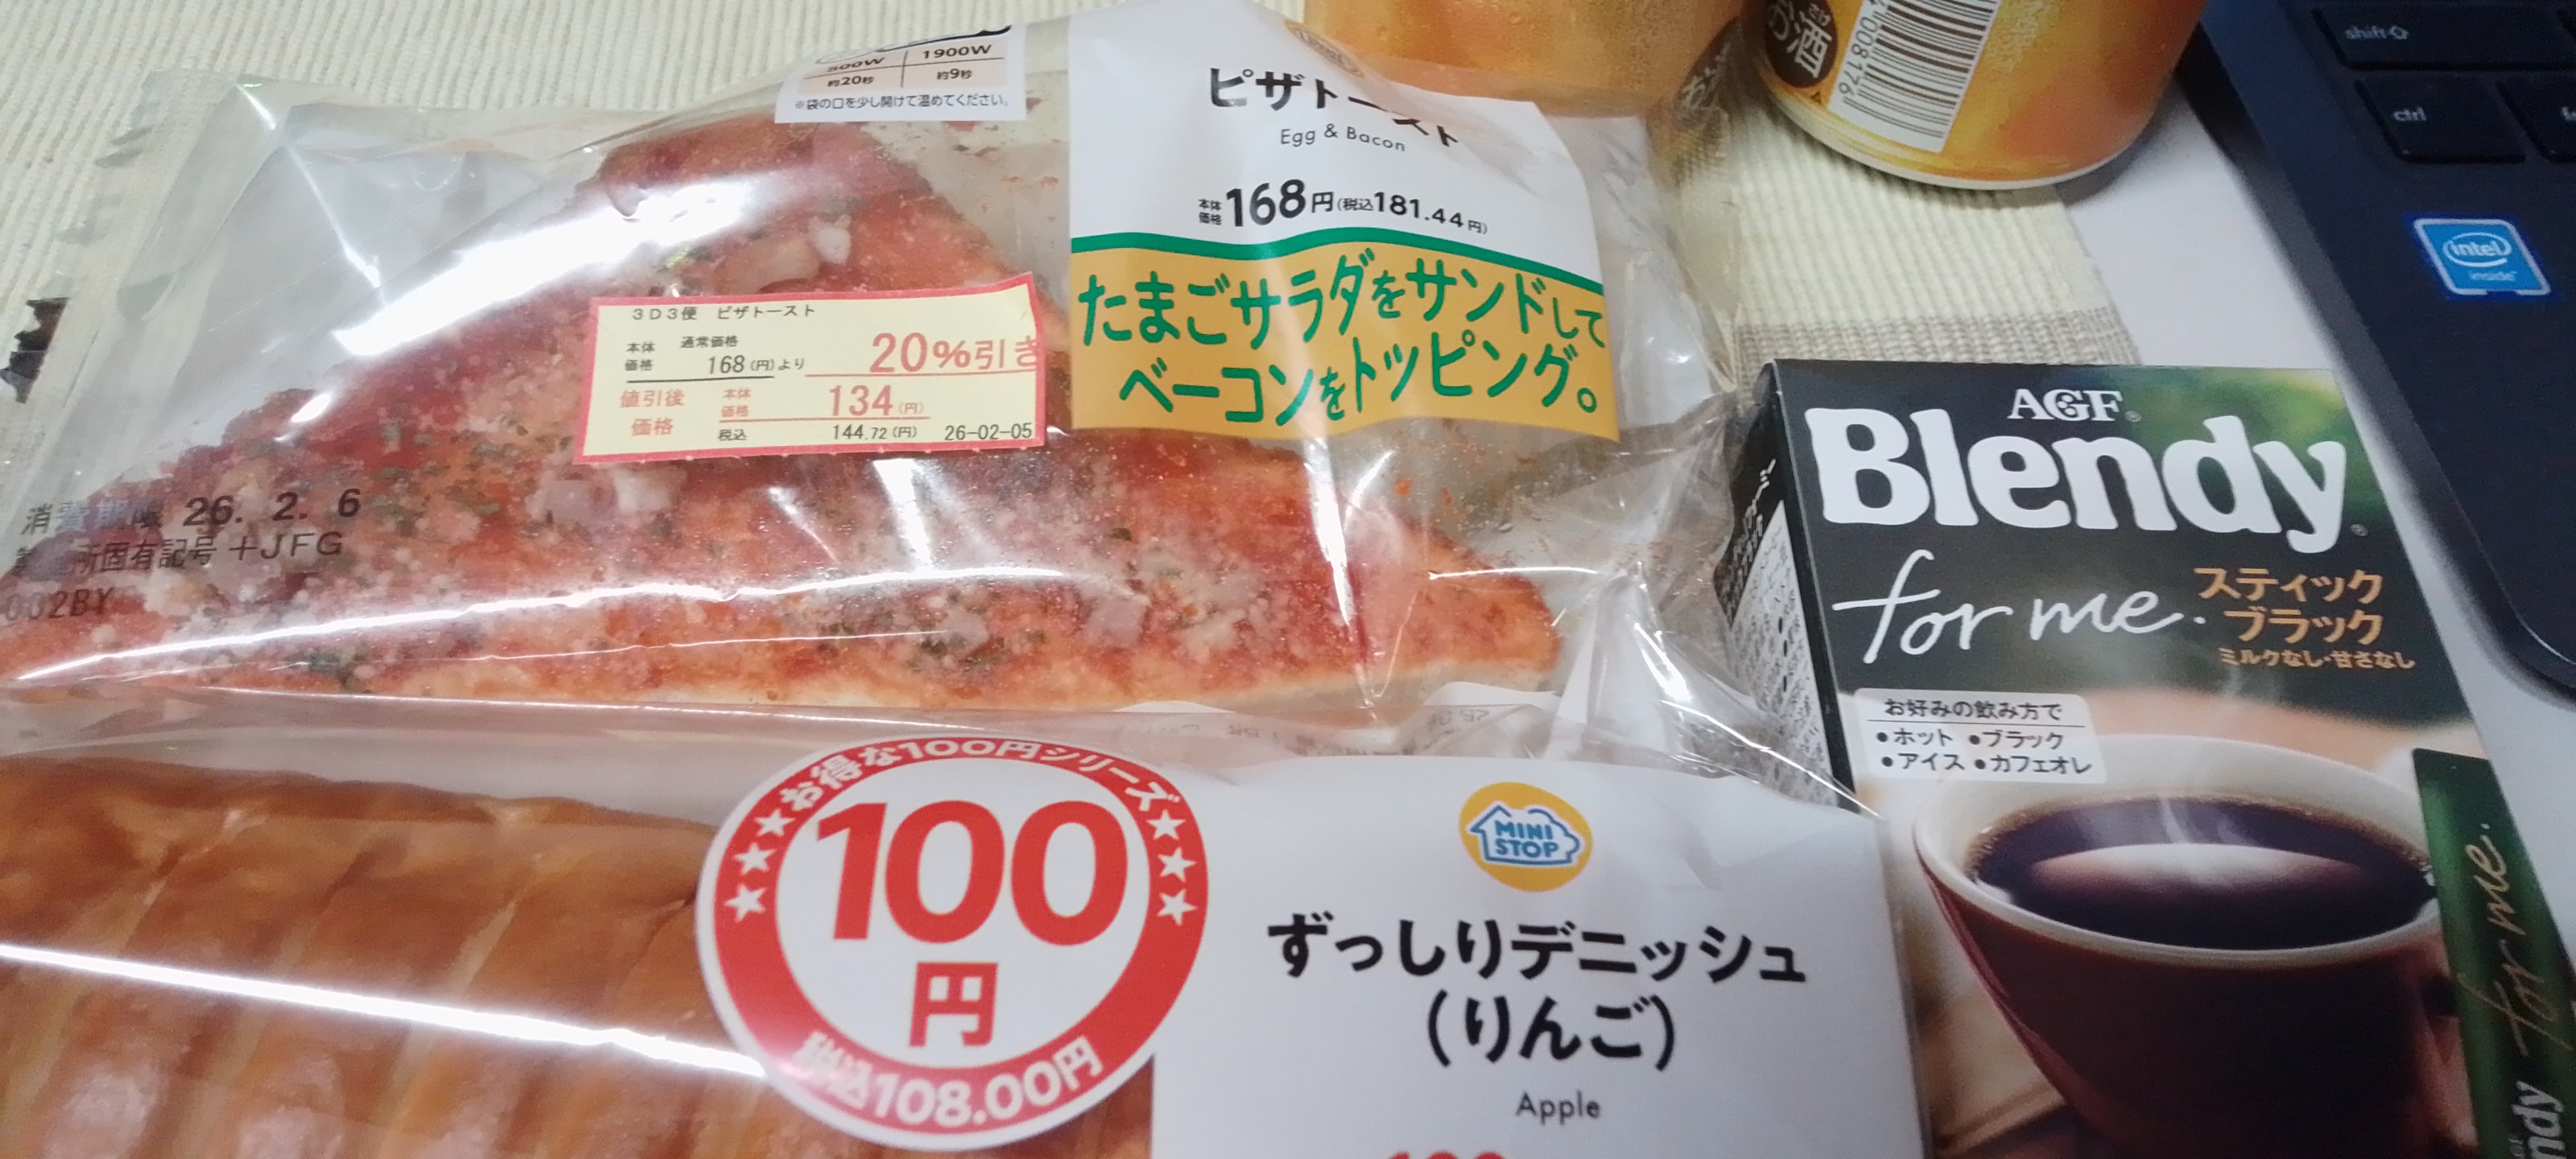 500W 1900W
約20秒 約9秒
※袋の口を少し開けて温めてください。
ピザトースト
Egg & Bacon
本体価格 168円(税込181.44円)
たまごサラダをサンドして
ベーコンをトッピング。
3D3便 ピザトースト
本体価格 通常価格 168(円)より 20%引き
値引後価格 本体価格 134(円)
税込 144.72(円) 26-02-05
消費期限 26. 2. 6
製造所固有記号 +JFG
002BY
お得な100円シリーズ
100
円
税込108.00円
MINI
STOP
ずっしりデニッシュ
(りんご)
Apple
お酒
shift
ctrl
intel
inside
AGF
Blendy
for me.
スティック
ブラック
ミルクなし・甘さなし
お好みの飲み方で
•ホット •ブラック
•アイス •カフェオレ
for me.